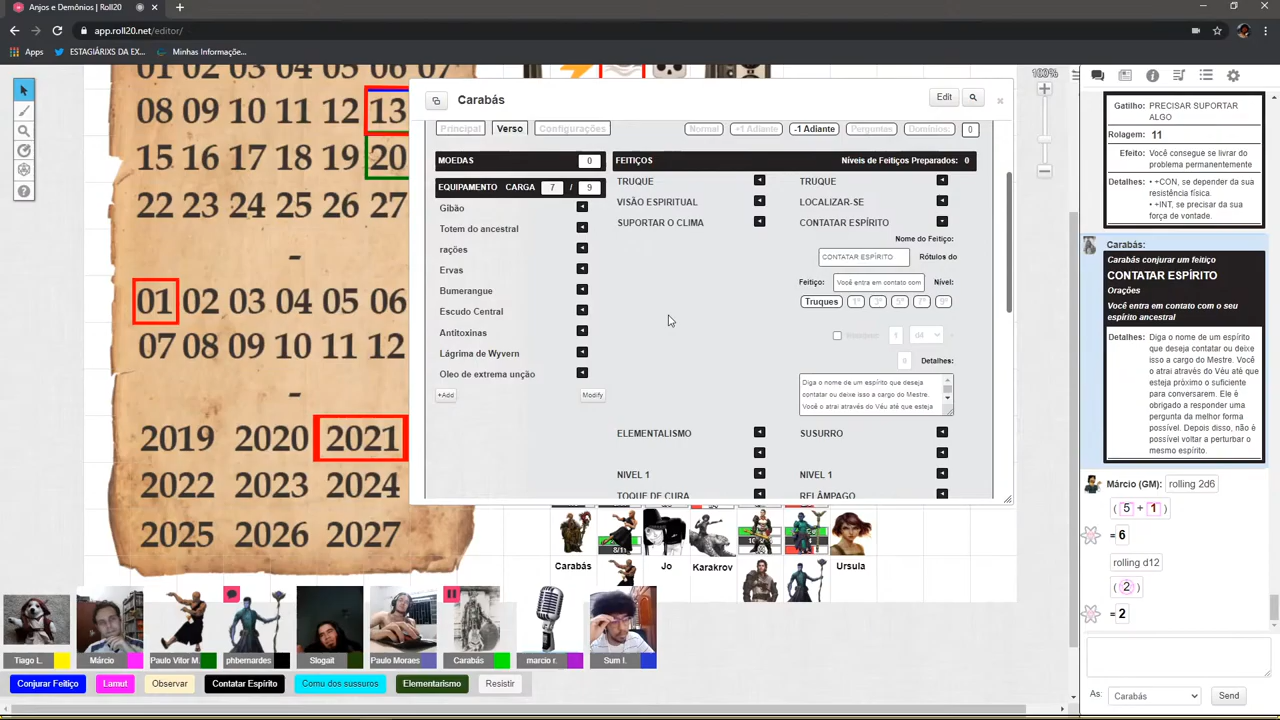 Anjos e Demônios | Roll20
app.roll20.net/editor/
Apps
ESTAGIÁRIXS DA EX...
Minhas Informaçõe...
01 02 03 04 05 06 07
08 09 10 11 12 13
15 16 17 18 19 20
22 23 24 25 26 27
-
01 02 03 04 05 06
07 08 09 10 11 12
-
2019 2020 2021
2022 2023 2024
2025 2026 2027
Carabás
Edit
Principal Verso Configurações
Normal +1 Adiante -1 Adiante Perguntas Domínios: 0
MOEDAS 0
EQUIPAMENTO CARGA 7 / 9
Gibão
Totem do ancestral
rações
Ervas
Bumerangue
Escudo Central
Antitoxinas
Lágrima de Wyvern
Oleo de extrema unção
+Add Modify
FEITIÇOS Níveis de Feitiços Preparados: 0
TRUQUE TRUQUE
VISÃO ESPIRITUAL LOCALIZAR-SE
SUPORTAR O CLIMA CONTATAR ESPÍRITO
Nome do Feitiço:
CONTATAR ESPÍRITO Rótulos do
Feitiço: Você entra em contato com Nível:
Truques 1º 3º 5º 7º 9º
d4
0 Detalhes:
Diga o nome de um espírito que deseja
contatar ou deixe isso a cargo do Mestre.
Você o atrai através do Véu até que esteja
ELEMENTALISMO SUSURRO
NIVEL 1 NIVEL 1
TOQUE DE CURA RELÂMPAGO
100%
8/11
Carabás Jo Karakrov Ursula
Tiago L. Márcio Paulo Vitor M. phbernardes Slogait Paulo Moraes Carabás marcio r. Sum I.
Conjurar Feitiço Lamut Observar Contatar Espírito Comu dos sussuros Elementarismo Resistir
Gatilho: PRECISAR SUPORTAR
ALGO
Rolagem: 11
Efeito: Você consegue se livrar do
problema permanentemente
Detalhes: • +CON, se depender da sua
resistência física.
• +INT, se precisar da sua
força de vontade.
Carabás:
Carabás conjurar um feitiço
CONTATAR ESPÍRITO
Orações
Você entra em contato com o seu
espírito ancestral
Detalhes: Diga o nome de um espírito
que deseja contatar ou deixe
isso a cargo do Mestre. Você
o atrai através do Véu até que
esteja próximo o suficiente
para conversarem. Ele é
obrigado a responder uma
pergunta da melhor forma
possível. Depois disso, não é
possível voltar a perturbar o
mesmo espírito.
Márcio (GM): rolling 2d6
( 5 + 1 )
= 6
rolling d12
( 2 )
= 2
As: Carabás Send